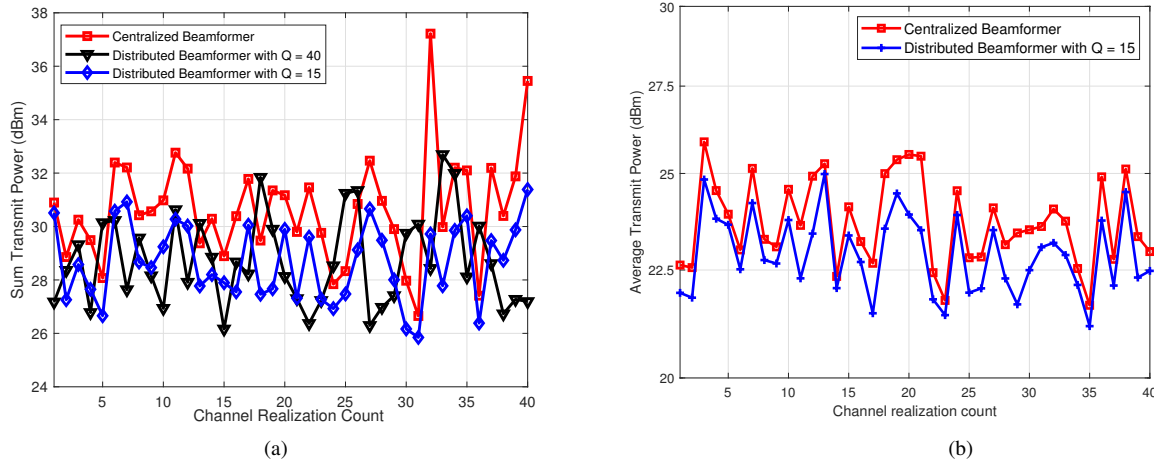 38
36
34
32
30
28
26
24
Sum Transmit Power (dBm)
Centralized Beamformer
Distributed Beamformer with Q = 40
Distributed Beamformer with Q = 15
5 10 15 20 25 30 35 40
Channel Realization Count
(a)
30
27.5
25
22.5
20
Average Transmit Power (dBm)
Centralized Beamformer
Distributed Beamformer with Q = 15
5 10 15 20 25 30 35 40
Channel realization count
(b)